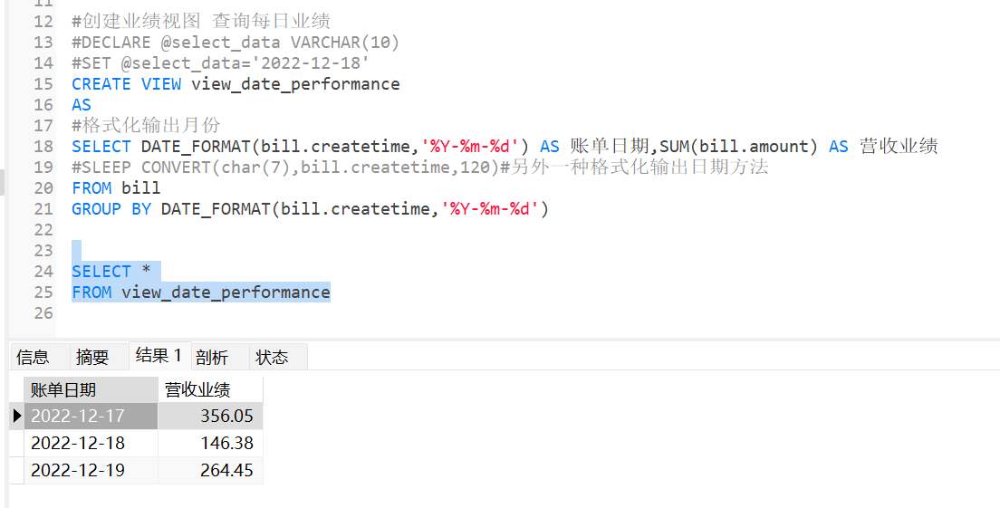 11
12 #创建业绩视图 查询每日业绩
13 #DECLARE @select_data VARCHAR(10)
14 #SET @select_data='2022-12-18'
15 CREATE VIEW view_date_performance
16 AS
17 #格式化输出月份
18 SELECT DATE_FORMAT(bill.createtime,'%Y-%m-%d') AS 账单日期,SUM(bill.amount) AS 营收业绩
19 #SLEEP CONVERT(char(7),bill.createtime,120)#另外一种格式化输出日期方法
20 FROM bill
21 GROUP BY DATE_FORMAT(bill.createtime,'%Y-%m-%d')
22
23
24 SELECT *
25 FROM view_date_performance
26
信息 摘要 结果 1 剖析 状态
账单日期 营收业绩
2022-12-17 356.05
2022-12-18 146.38
2022-12-19 264.45